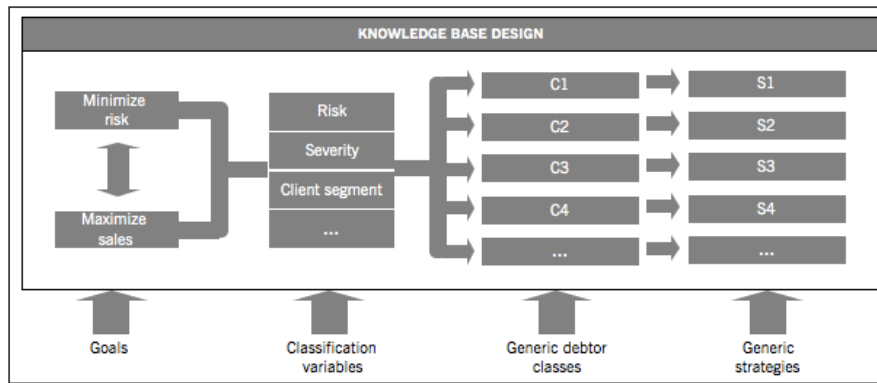 KNOWLEDGE BASE DESIGN
Minimize
risk
Maximize
sales
Risk
Severity
Client segment
...
C1
C2
C3
C4
...
S1
S2
S3
S4
...
Goals
Classification
variables
Generic debtor
classes
Generic
strategies